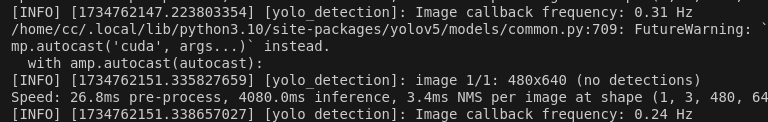 [INFO] [1734762147.223803354] [yolo_detection]: Image callback frequency: 0.31 Hz
/home/cc/.local/lib/python3.10/site-packages/yolov5/models/common.py:709: FutureWarning: `
mp.autocast('cuda', args...)` instead.
  with amp.autocast(autocast):
[INFO] [1734762151.335827659] [yolo_detection]: image 1/1: 480x640 (no detections)
Speed: 26.8ms pre-process, 4080.0ms inference, 3.4ms NMS per image at shape (1, 3, 480, 64
[INFO] [1734762151.338657027] [yolo_detection]: Image callback frequency: 0.24 Hz